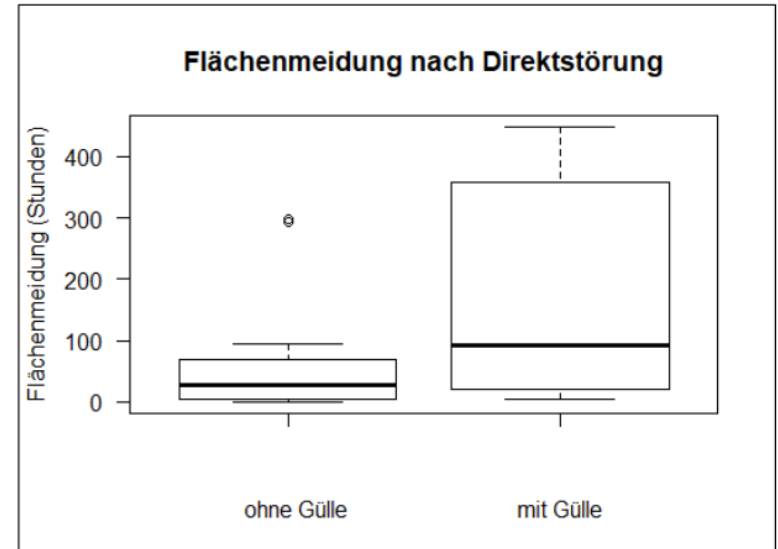 Flächenmeidung nach Direktstörung
Flächenmeidung (Stunden)
400
300
200
100
0
ohne Gülle
mit Gülle